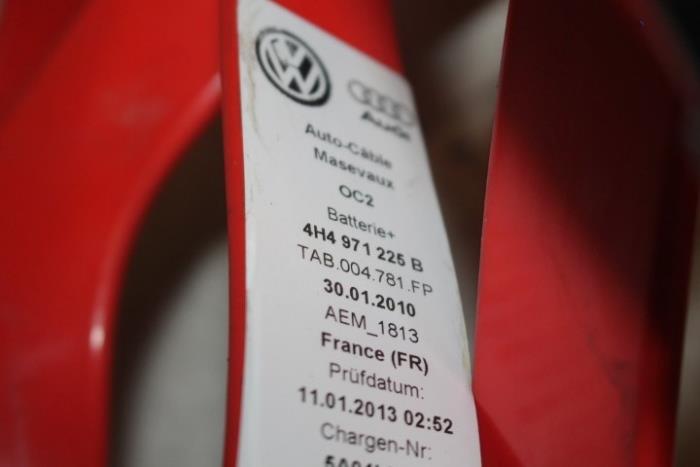 Audi
Auto-Câble
Masevaux
OC2
Batterie+
4H4 971 225 B
TAB.004.781.FP
30.01.2010
AEM_1813
France (FR)
Prüfdatum:
11.01.2013 02:52
Chargen-Nr: